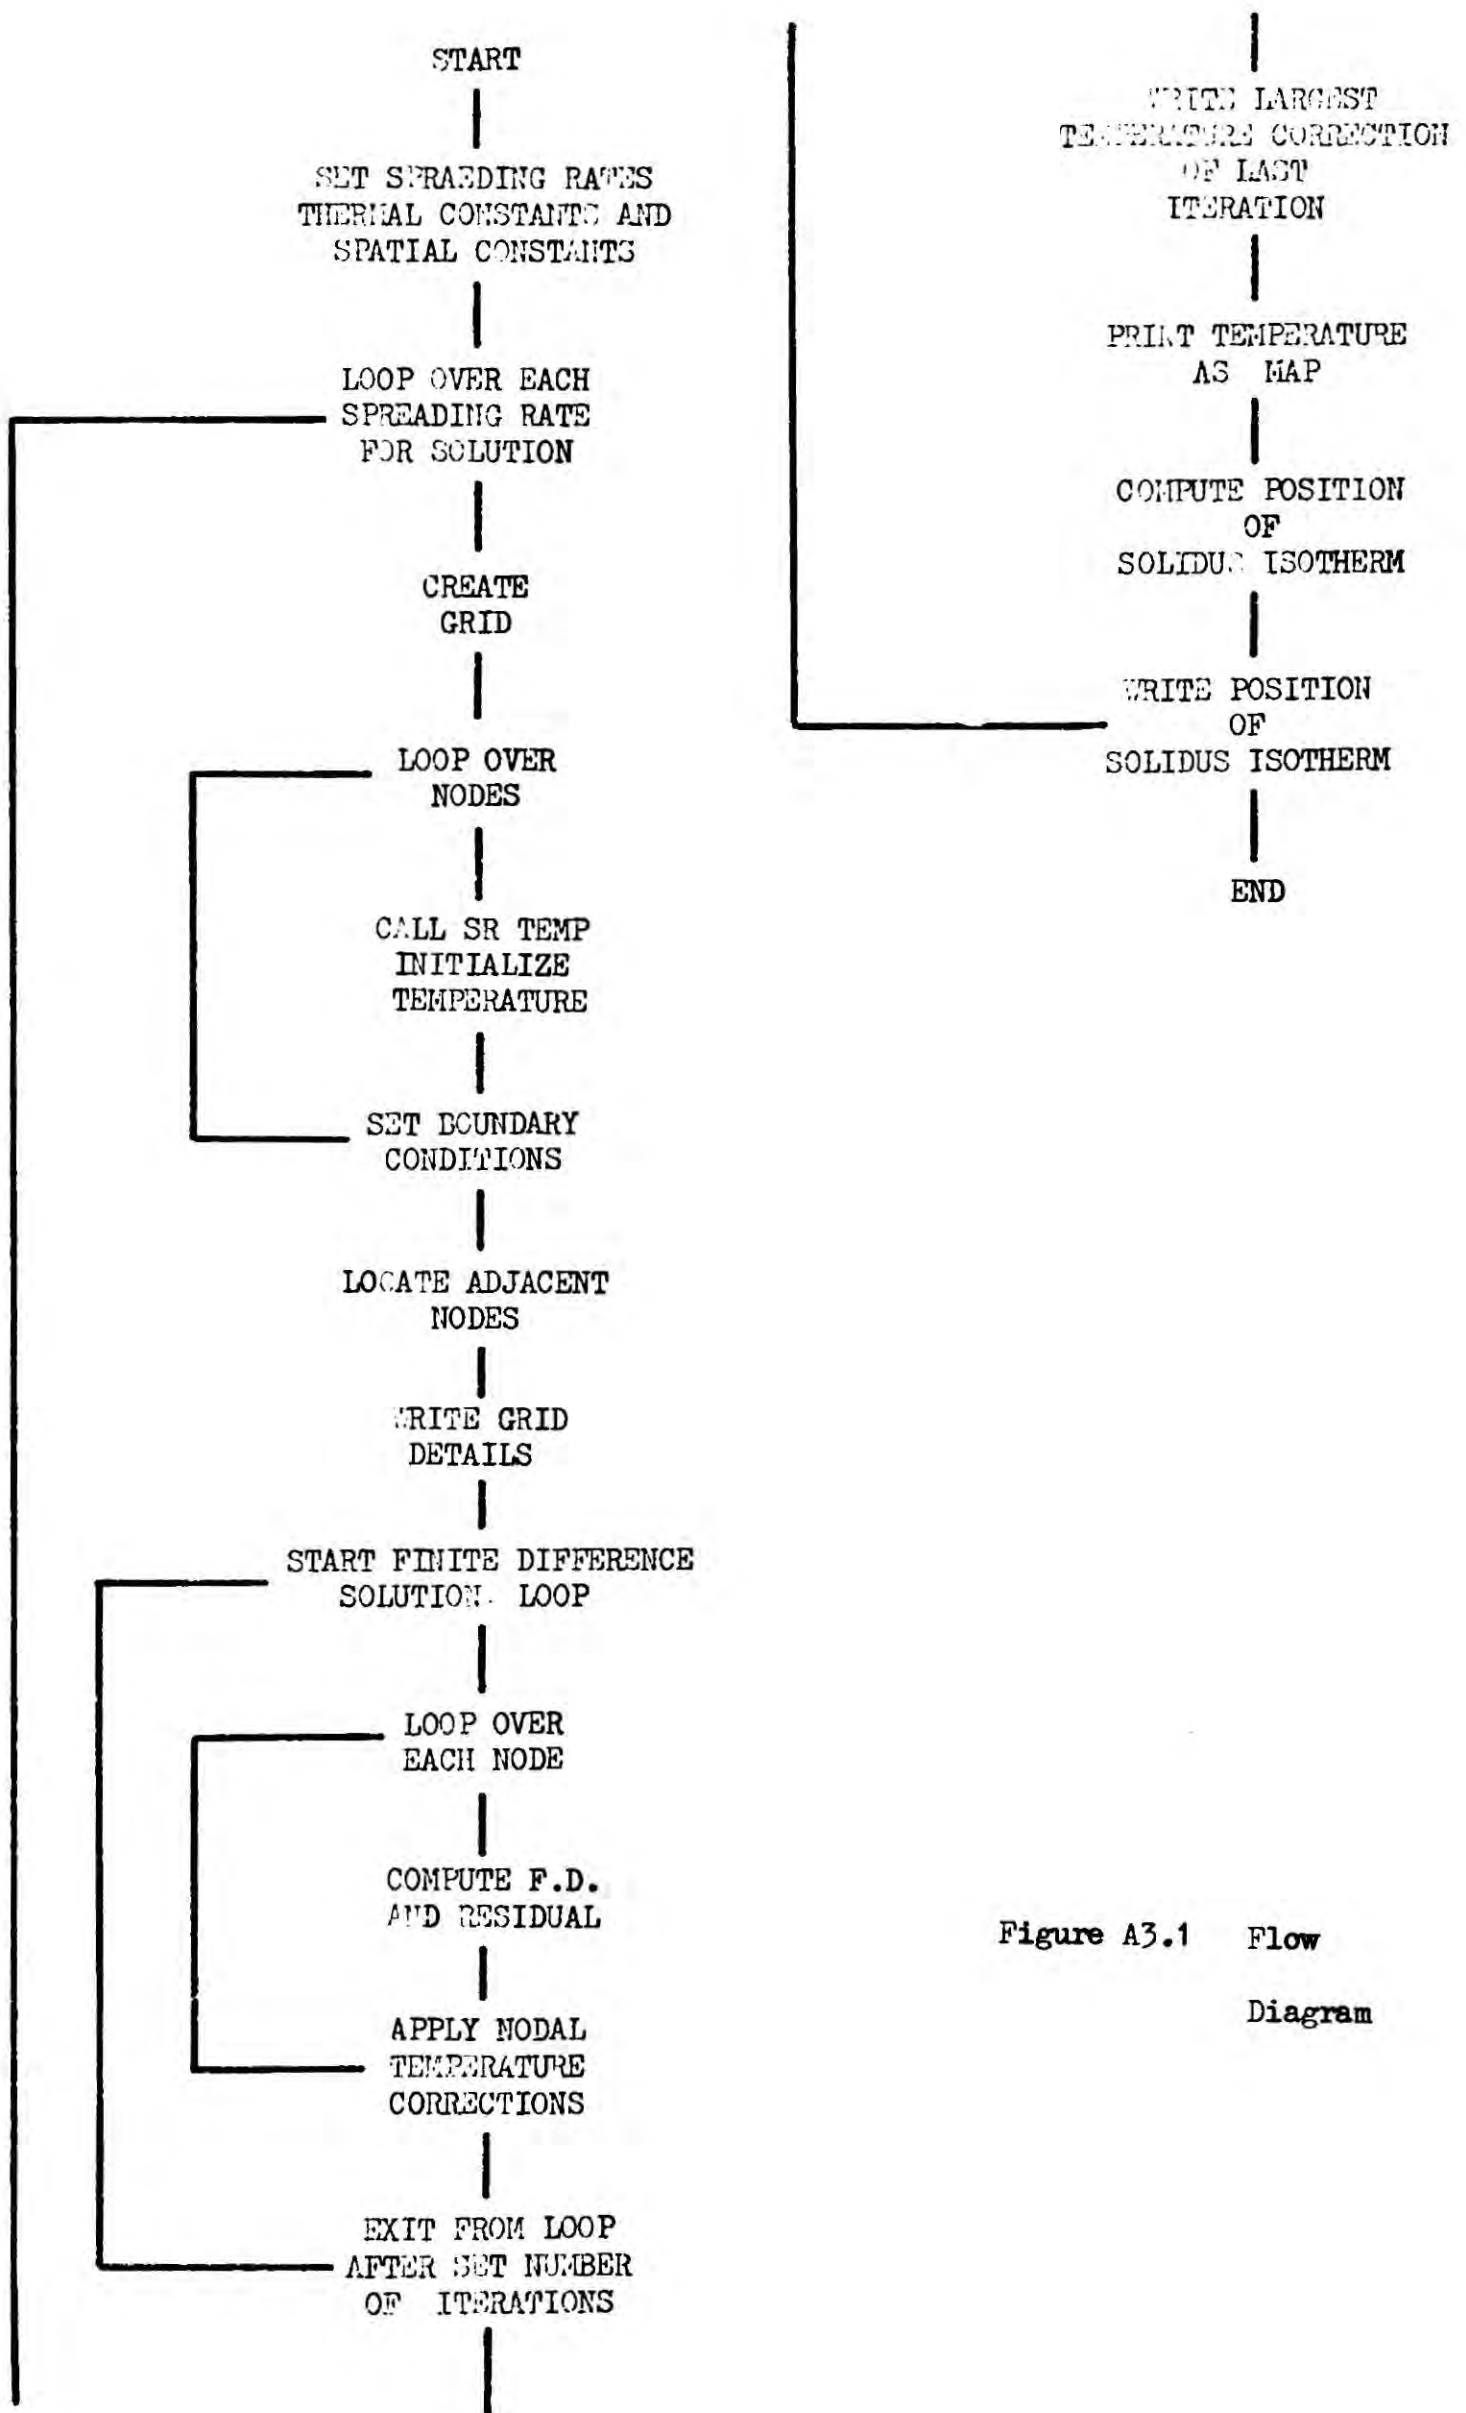 START
SET SPRAEDING RATES
THERMAL CONSTANTS AND
SPATIAL CONSTANTS
LOOP OVER EACH
SPREADING RATE
FOR SOLUTION
CREATE
GRID
LOOP OVER
NODES
CALL SR TEMP
INITIALIZE
TEMPERATURE
SET BOUNDARY
CONDITIONS
LOCATE ADJACENT
NODES
WRITE GRID
DETAILS
START FINITE DIFFERENCE
SOLUTION. LOOP
LOOP OVER
EACH NODE
COMPUTE F.D.
AND RESIDUAL
APPLY NODAL
TEMPERATURE
CORRECTIONS
EXIT FROM LOOP
AFTER SET NUMBER
OF ITERATIONS
WRITE LARGEST
TEMPERATURE CORRECTION
OF LAST
ITERATION
PRINT TEMPERATURE
AS MAP
COMPUTE POSITION
OF
SOLIDUS ISOTHERM
WRITE POSITION
OF
SOLIDUS ISOTHERM
END
Figure A3.1 Flow
Diagram